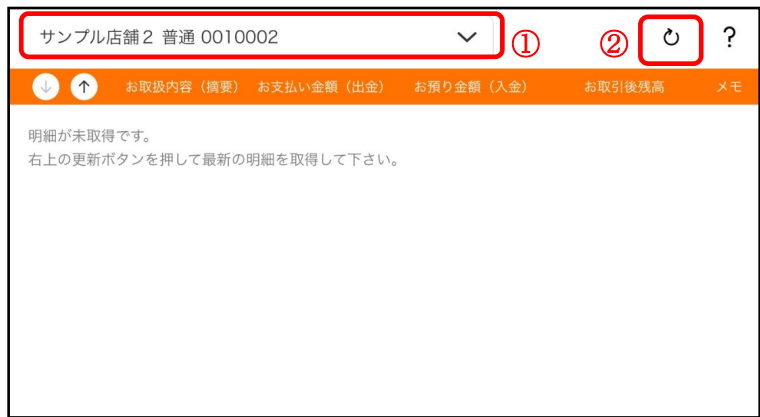 サンプル店舗２ 普通 0010002 ① ② ?
お取扱内容（摘要） お支払い金額（出金） お預り金額（入金） お取引後残高 メモ
明細が未取得です。
右上の更新ボタンを押して最新の明細を取得して下さい。